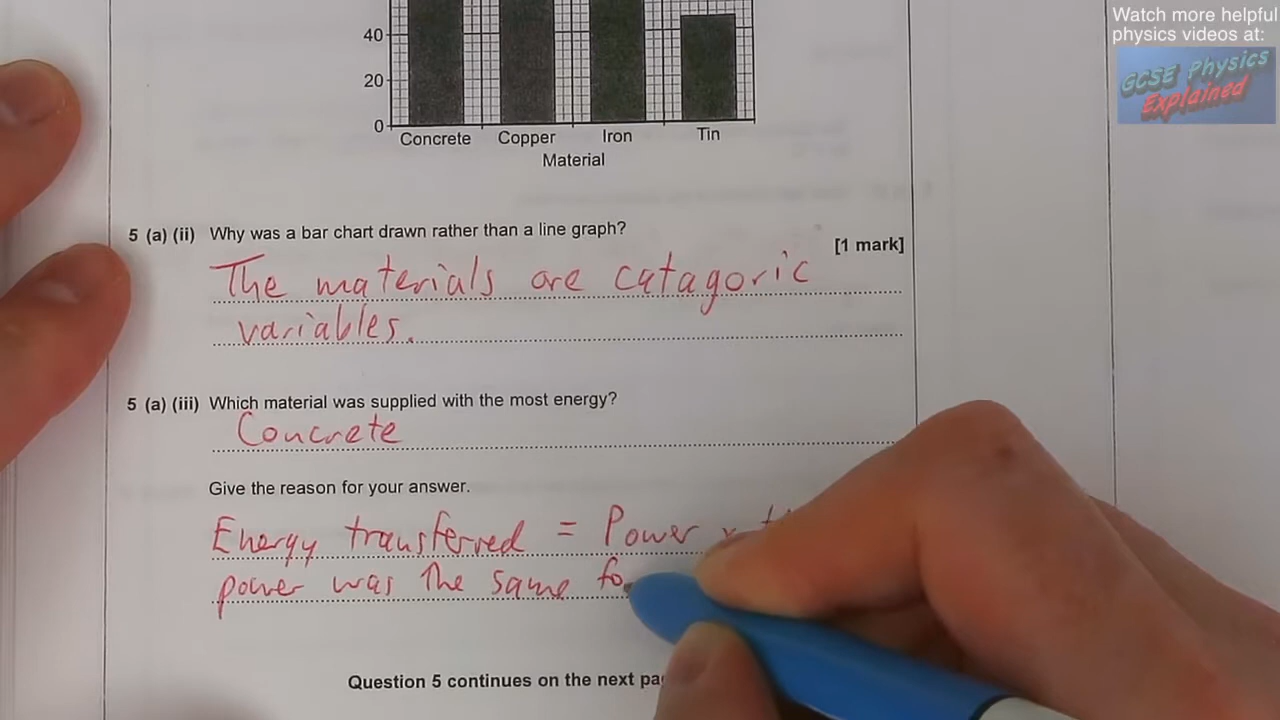 Watch more helpful
physics videos at:
GCSE Physics
Explained
40
20
0
Concrete Copper Iron Tin
Material
5 (a) (ii) Why was a bar chart drawn rather than a line graph?
[1 mark]
The materials are catagoric
variables.
5 (a) (iii) Which material was supplied with the most energy?
Concrete
Give the reason for your answer.
Energy transferred = Power x
power was the same
Question 5 continues on the next